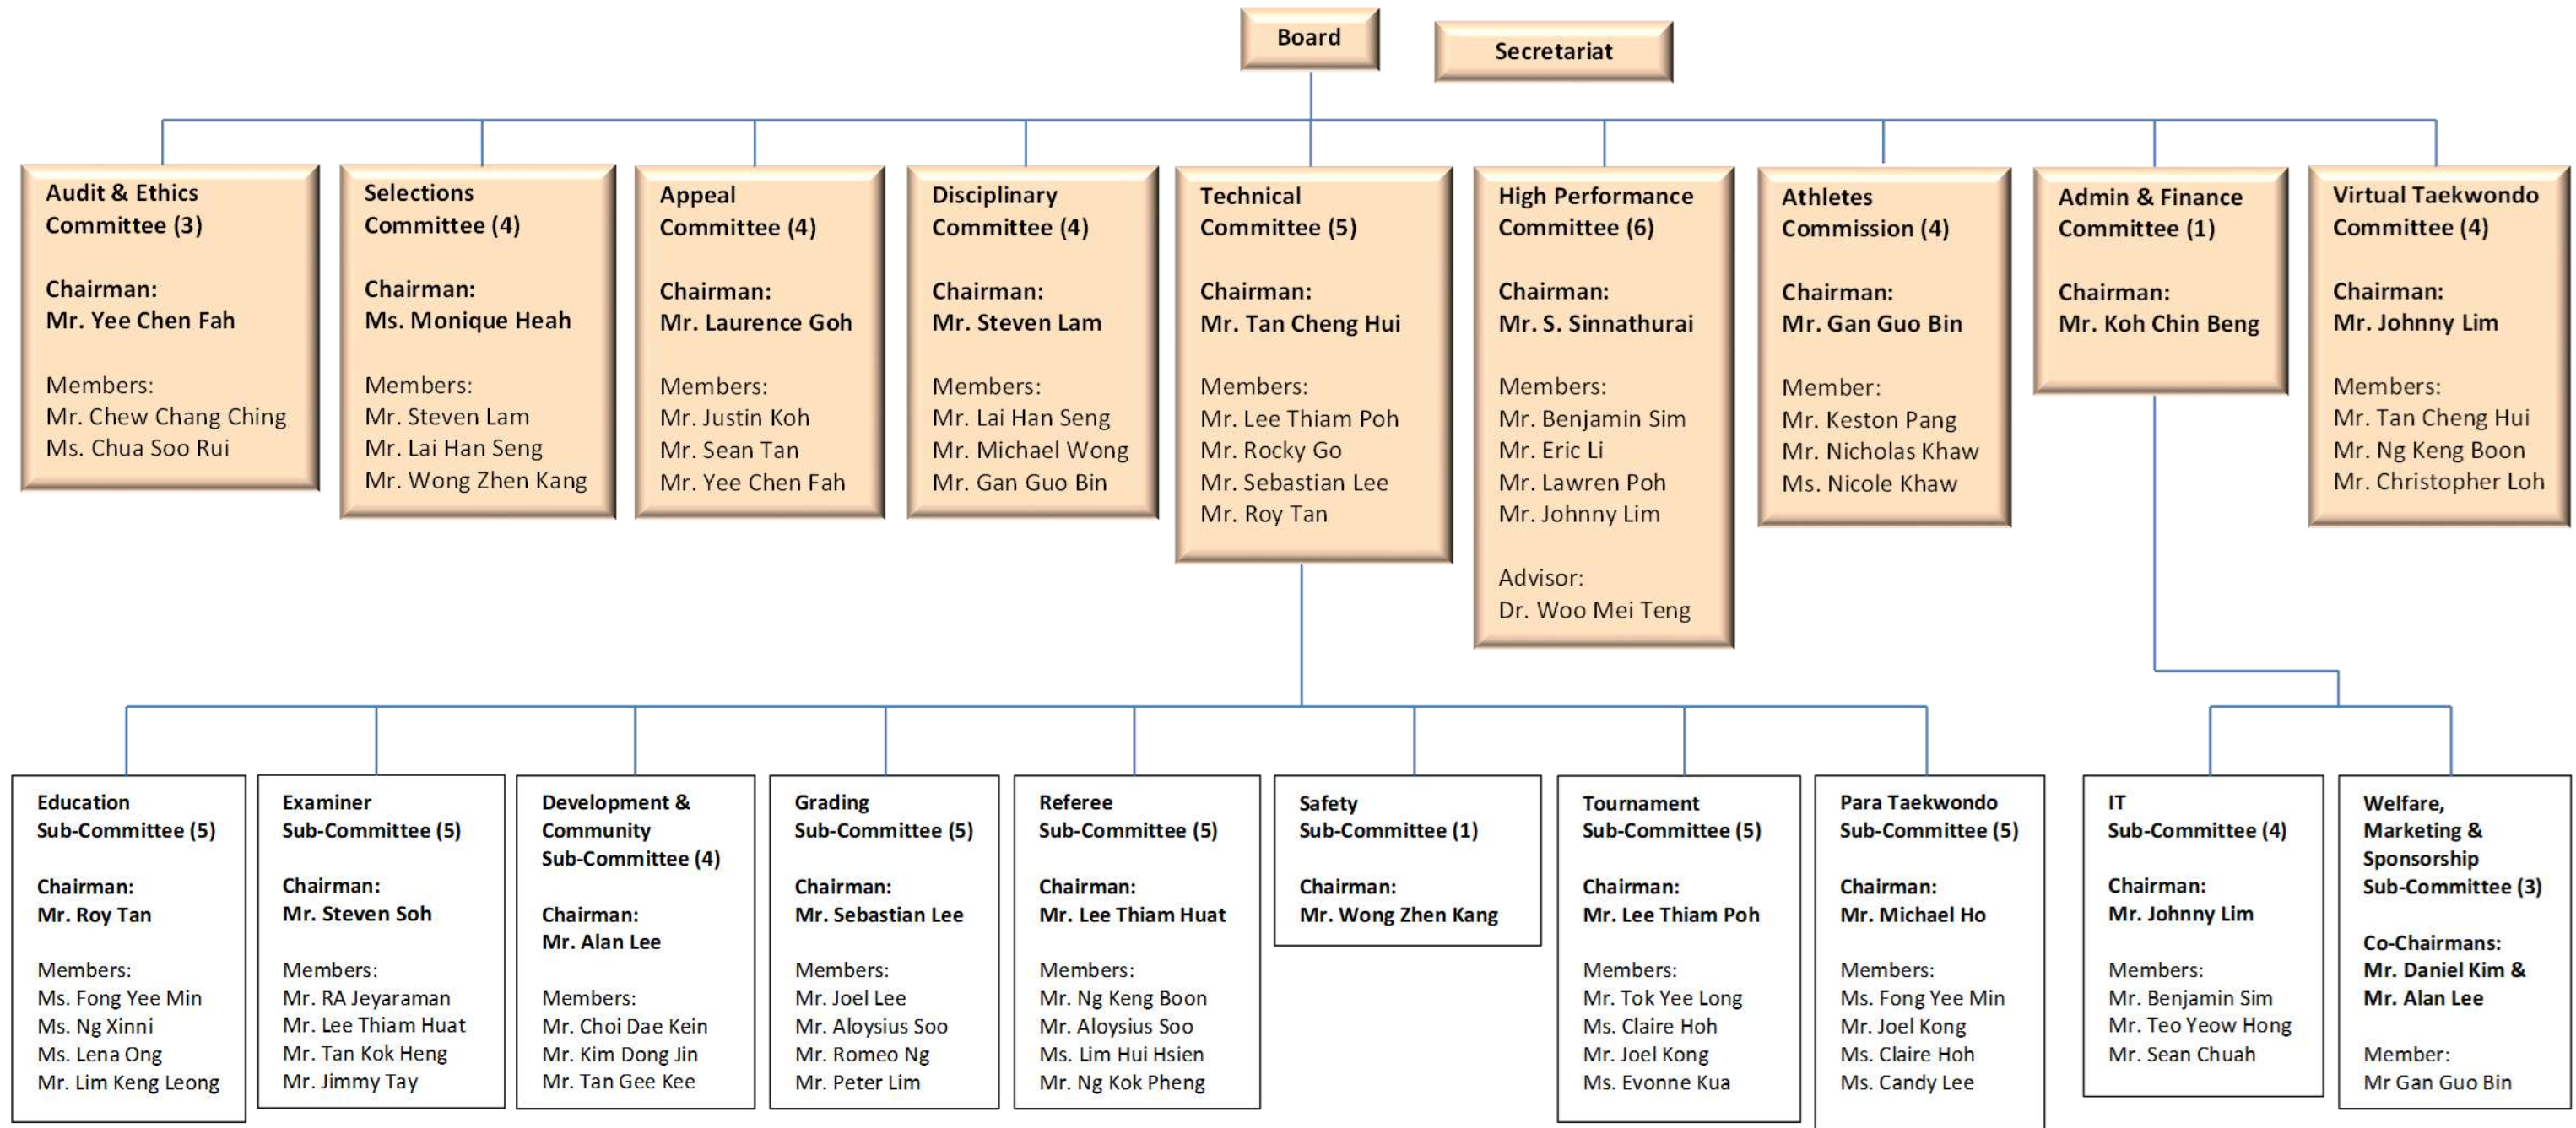 Board
Secretariat
Audit & Ethics
Committee (3)
Chairman:
Mr. Yee Chen Fah
Members:
Mr. Chew Chang Ching
Ms. Chua Soo Rui
Selections
Committee (4)
Chairman:
Ms. Monique Heah
Members:
Mr. Steven Lam
Mr. Lai Han Seng
Mr. Wong Zhen Kang
Appeal
Committee (4)
Chairman:
Mr. Laurence Goh
Members:
Mr. Justin Koh
Mr. Sean Tan
Mr. Yee Chen Fah
Disciplinary
Committee (4)
Chairman:
Mr. Steven Lam
Members:
Mr. Lai Han Seng
Mr. Michael Wong
Mr. Gan Guo Bin
Technical
Committee (5)
Chairman:
Mr. Tan Cheng Hui
Members:
Mr. Lee Thiam Poh
Mr. Rocky Go
Mr. Sebastian Lee
Mr. Roy Tan
High Performance
Committee (6)
Chairman:
Mr. S. Sinnathurai
Members:
Mr. Benjamin Sim
Mr. Eric Li
Mr. Lawren Poh
Mr. Johnny Lim
Advisor:
Dr. Woo Mei Teng
Athletes
Commission (4)
Chairman:
Mr. Gan Guo Bin
Member:
Mr. Keston Pang
Mr. Nicholas Khaw
Ms. Nicole Khaw
Admin & Finance
Committee (1)
Chairman:
Mr. Koh Chin Beng
Virtual Taekwondo
Committee (4)
Chairman:
Mr. Johnny Lim
Members:
Mr. Tan Cheng Hui
Mr. Ng Keng Boon
Mr. Christopher Loh
Education
Sub-Committee (5)
Chairman:
Mr. Roy Tan
Members:
Ms. Fong Yee Min
Ms. Ng Xinni
Ms. Lena Ong
Mr. Lim Keng Leong
Examiner
Sub-Committee (5)
Chairman:
Mr. Steven Soh
Members:
Mr. RA Jeyaraman
Mr. Lee Thiam Huat
Mr. Tan Kok Heng
Mr. Jimmy Tay
Development &
Community
Sub-Committee (4)
Chairman:
Mr. Alan Lee
Members:
Mr. Choi Dae Kein
Mr. Kim Dong Jin
Mr. Tan Gee Kee
Grading
Sub-Committee (5)
Chairman:
Mr. Sebastian Lee
Members:
Mr. Joel Lee
Mr. Aloysius Soo
Mr. Romeo Ng
Mr. Peter Lim
Referee
Sub-Committee (5)
Chairman:
Mr. Lee Thiam Huat
Members:
Mr. Ng Keng Boon
Mr. Aloysius Soo
Ms. Lim Hui Hsien
Mr. Ng Kok Pheng
Safety
Sub-Committee (1)
Chairman:
Mr. Wong Zhen Kang
Tournament
Sub-Committee (5)
Chairman:
Mr. Lee Thiam Poh
Members:
Mr. Tok Yee Long
Ms. Claire Hoh
Mr. Joel Kong
Ms. Evonne Kua
Para Taekwondo
Sub-Committee (5)
Chairman:
Mr. Michael Ho
Members:
Ms. Fong Yee Min
Mr. Joel Kong
Ms. Claire Hoh
Ms. Candy Lee
IT
Sub-Committee (4)
Chairman:
Mr. Johnny Lim
Members:
Mr. Benjamin Sim
Mr. Teo Yeow Hong
Mr. Sean Chuah
Welfare,
Marketing &
Sponsorship
Sub-Committee (3)
Co-Chairmans:
Mr. Daniel Kim &
Mr. Alan Lee
Member:
Mr Gan Guo Bin